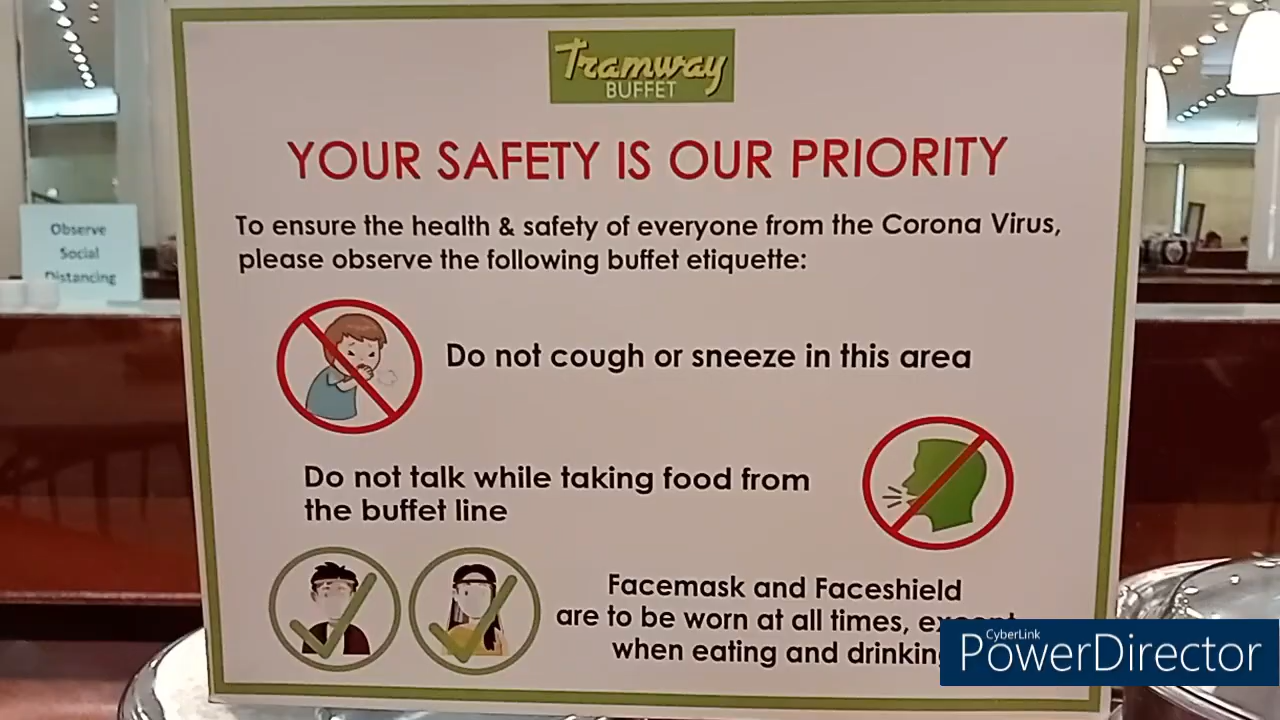 Tramway
BUFFET
YOUR SAFETY IS OUR PRIORITY
To ensure the health & safety of everyone from the Corona Virus,
please observe the following buffet etiquette:
Observe
Social
Distancing
Do not cough or sneeze in this area
Do not talk while taking food from
the buffet line
Facemask and Faceshield
are to be worn at all times,
when eating and
CyberLink
PowerDirector